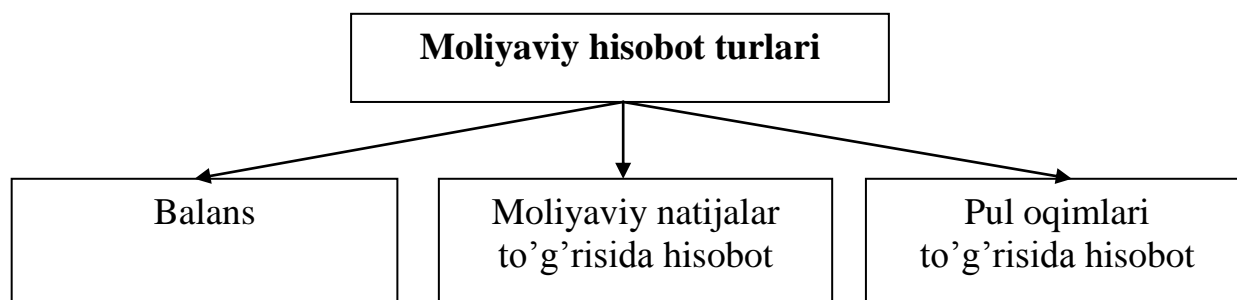 Moliyaviy hisobot turlari
Balans
Moliyaviy natijalar
to’g’risida hisobot
Pul oqimlari
to’g’risida hisobot